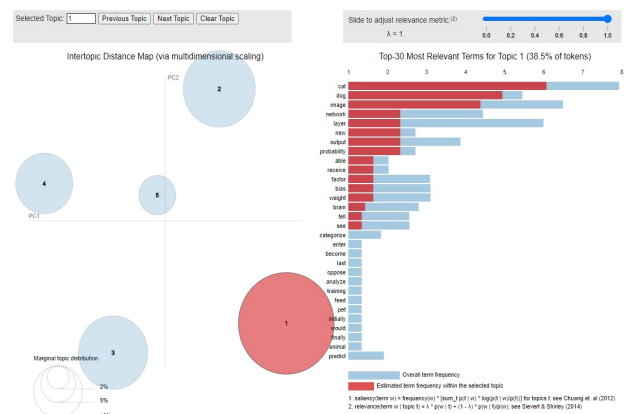 Selected Topic: 1 Previous Topic Next Topic Clear Topic
Slide to adjust relevance metric:(2)
λ = 1
0.0 0.2 0.4 0.6 0.8 1.0
Intertopic Distance Map (via multidimensional scaling)
PC2
PC1
2
4
5
1
3
Marginal topic distribution
2%
5%
Top-30 Most Relevant Terms for Topic 1 (38.5% of tokens)
1 2 3 4 5 6 7 8
cat
dog
image
network
layer
new
output
probability
able
receive
factor
bias
weight
brain
tell
see
categorize
enter
become
last
oppose
analyze
training
feed
pet
initially
would
finally
animal
predict
Overall term frequency
Estimated term frequency within the selected topic
1. saliency(term w) = frequency(w) * [sum_t p(t | w) * log(p(t | w)/p(t))] for topics t; see Chuang et. al (2012)
2. relevance(term w | topic t) = λ * p(w | t) + (1 - λ) * p(w | t)/p(w); see Sievert & Shirley (2014)